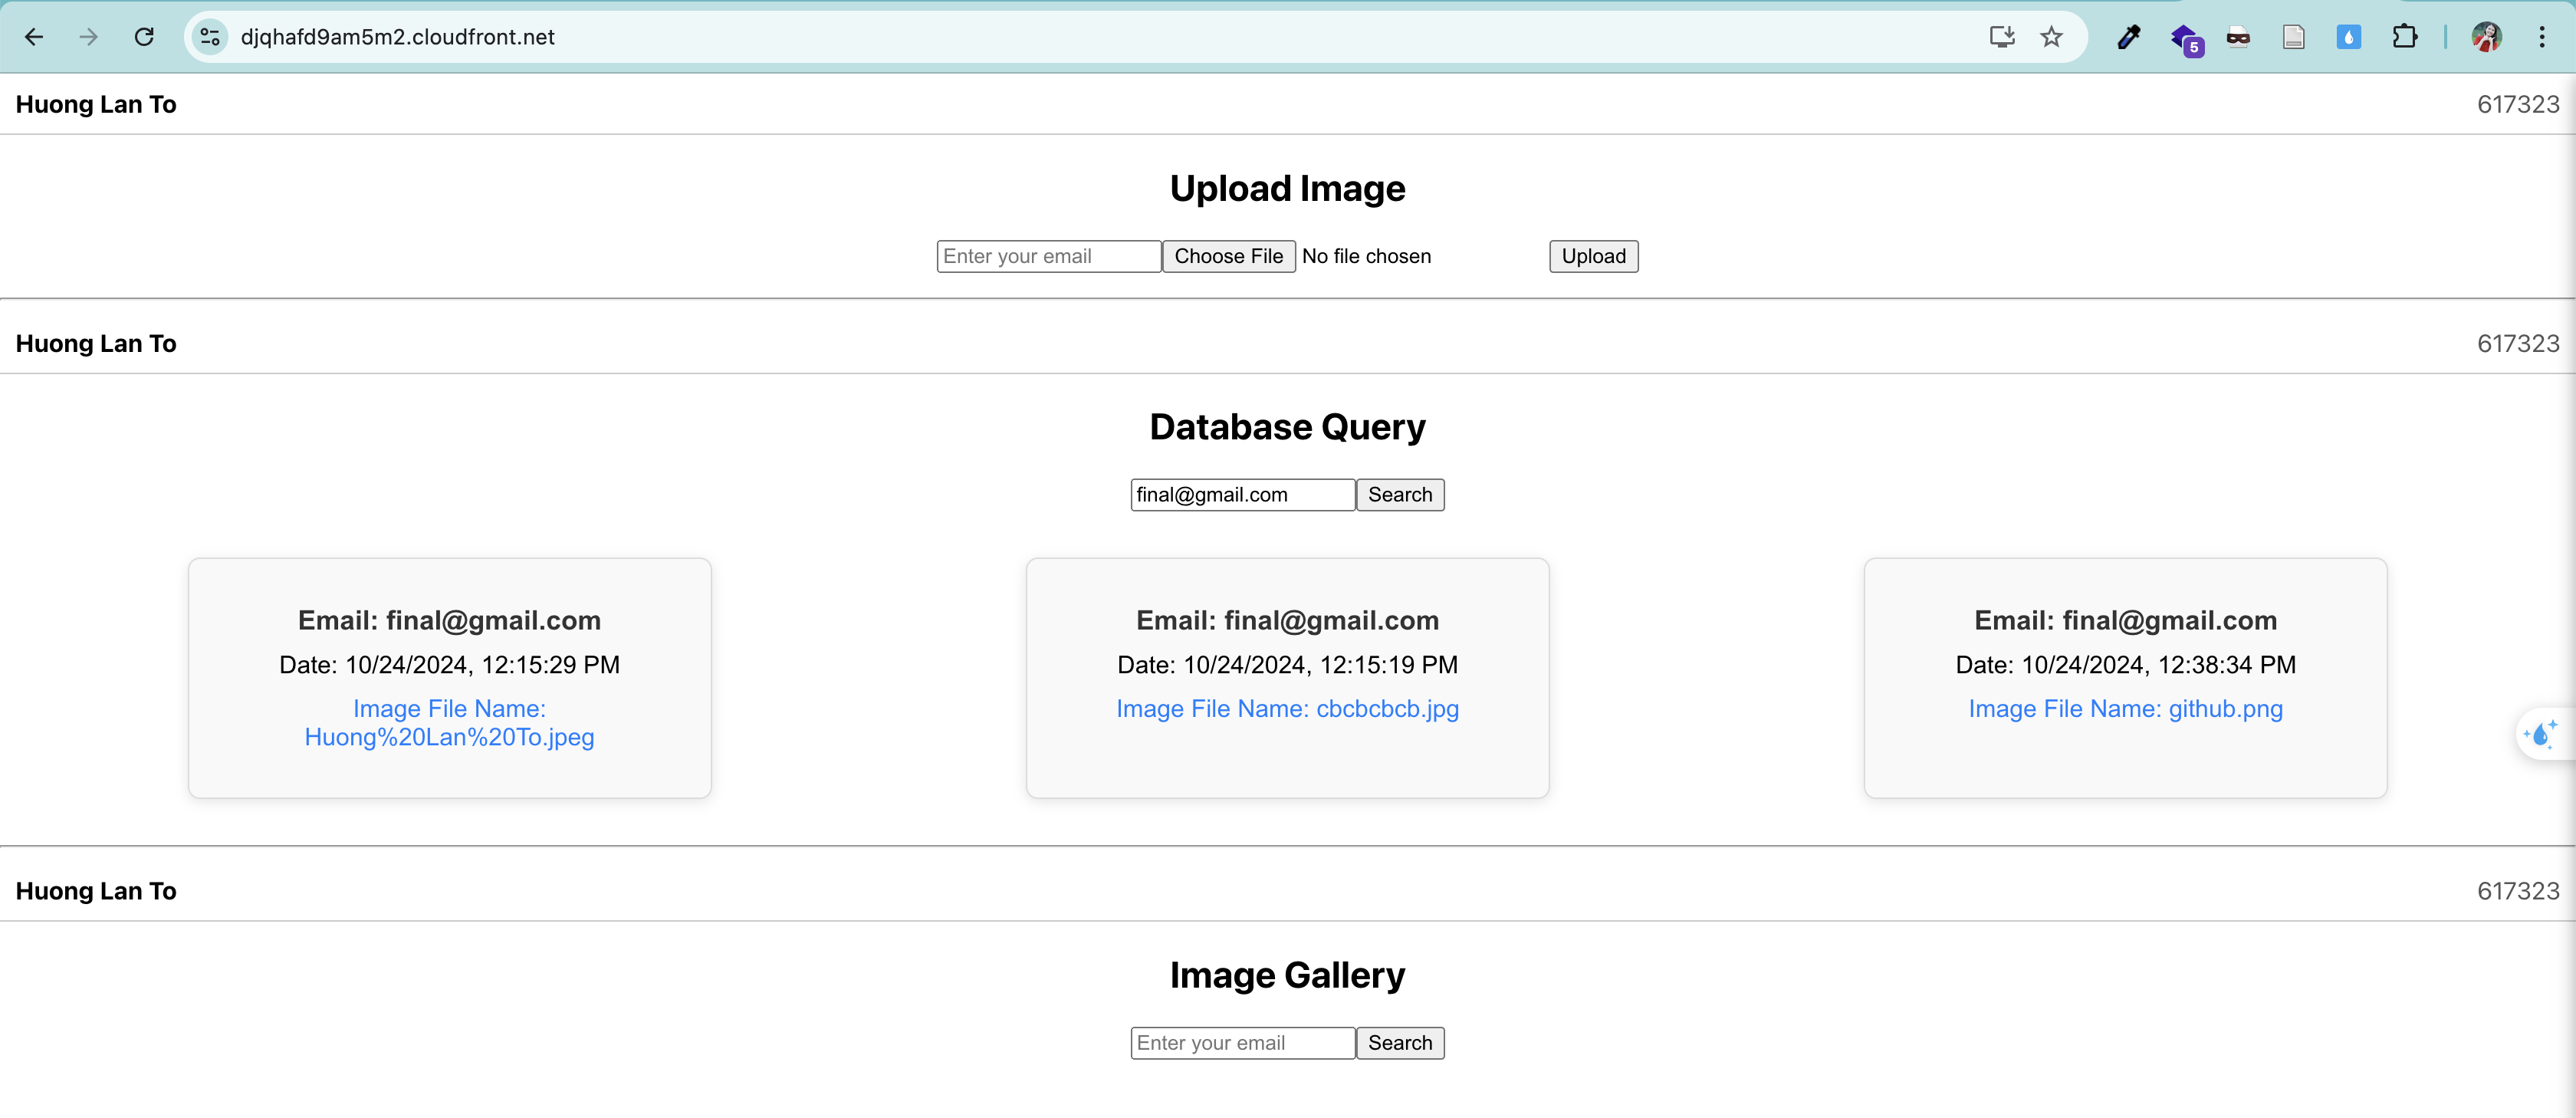 djqhafd9am5m2.cloudfront.net
5
Huong Lan To 617323
Upload Image
Enter your email Choose File No file chosen Upload
Huong Lan To 617323
Database Query
final@gmail.com Search
Email: final@gmail.com
Date: 10/24/2024, 12:15:29 PM
Image File Name:
Huong%20Lan%20To.jpeg
Email: final@gmail.com
Date: 10/24/2024, 12:15:19 PM
Image File Name: cbcbcbcb.jpg
Email: final@gmail.com
Date: 10/24/2024, 12:38:34 PM
Image File Name: github.png
Huong Lan To 617323
Image Gallery
Enter your email Search